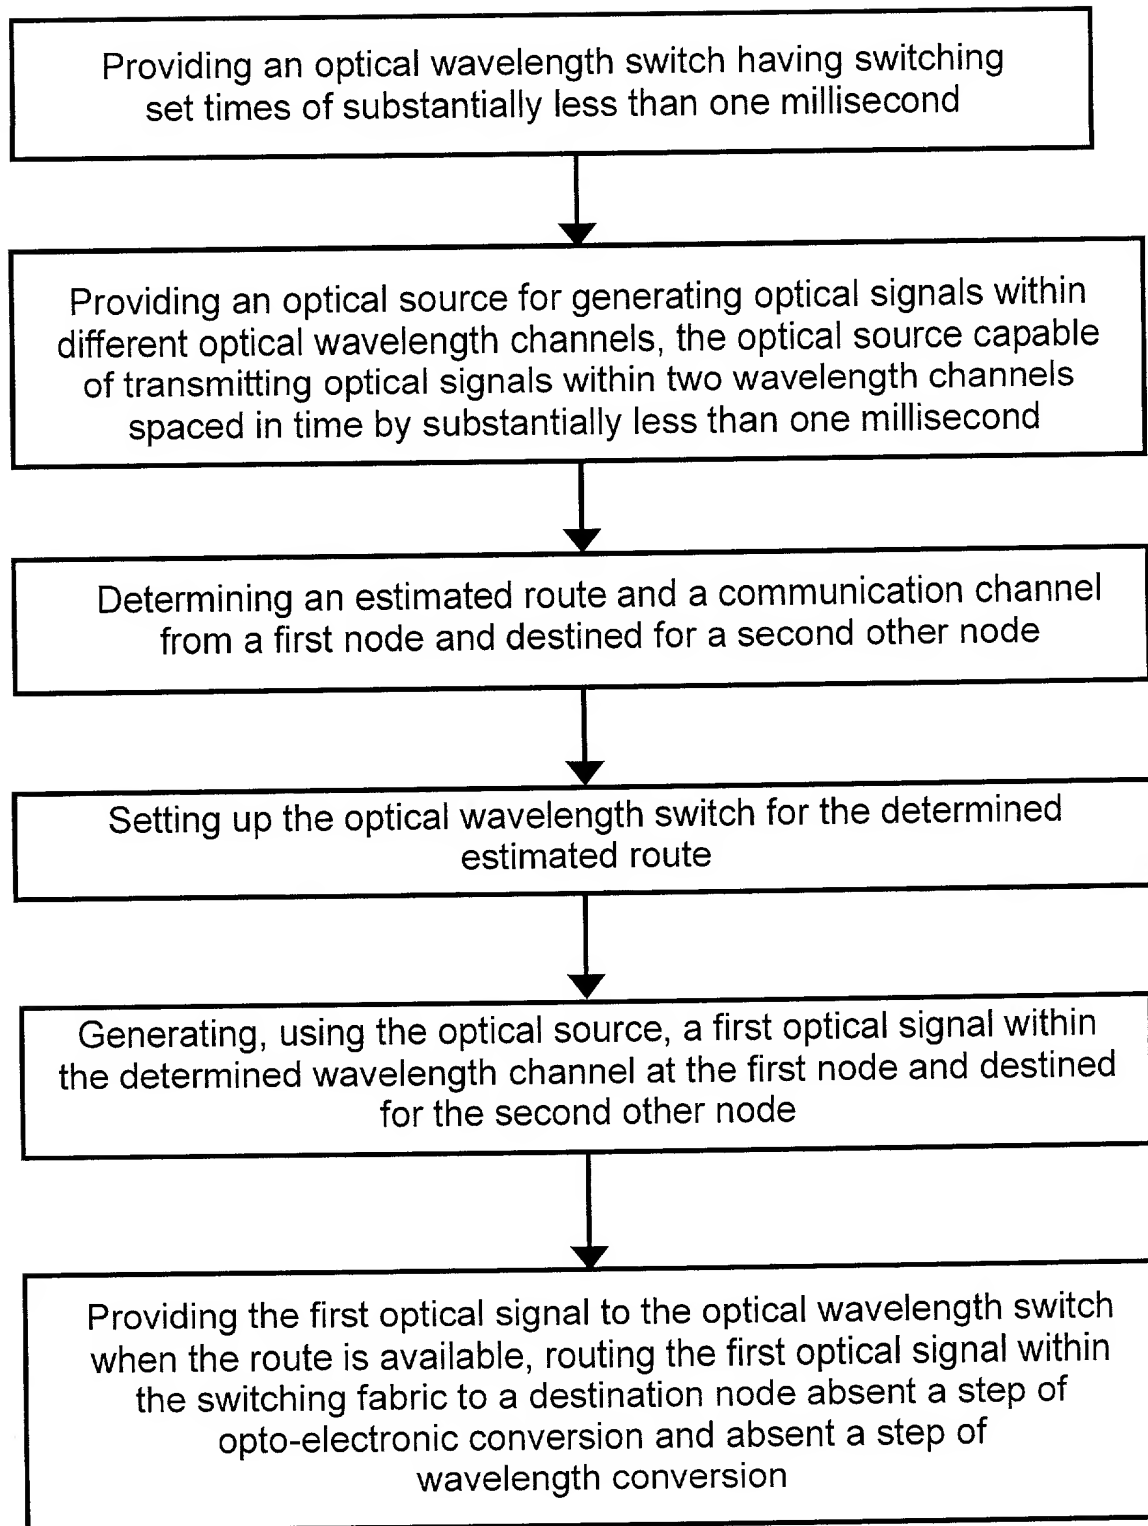 Providing an optical wavelength switch having switching
set times of substantially less than one millisecond
Providing an optical source for generating optical signals within
different optical wavelength channels, the optical source capable
of transmitting optical signals within two wavelength channels
spaced in time by substantially less than one millisecond
Determining an estimated route and a communication channel
from a first node and destined for a second other node
Setting up the optical wavelength switch for the determined
estimated route
Generating, using the optical source, a first optical signal within
the determined wavelength channel at the first node and destined
for the second other node
Providing the first optical signal to the optical wavelength switch
when the route is available, routing the first optical signal within
the switching fabric to a destination node absent a step of
opto-electronic conversion and absent a step of
wavelength conversion